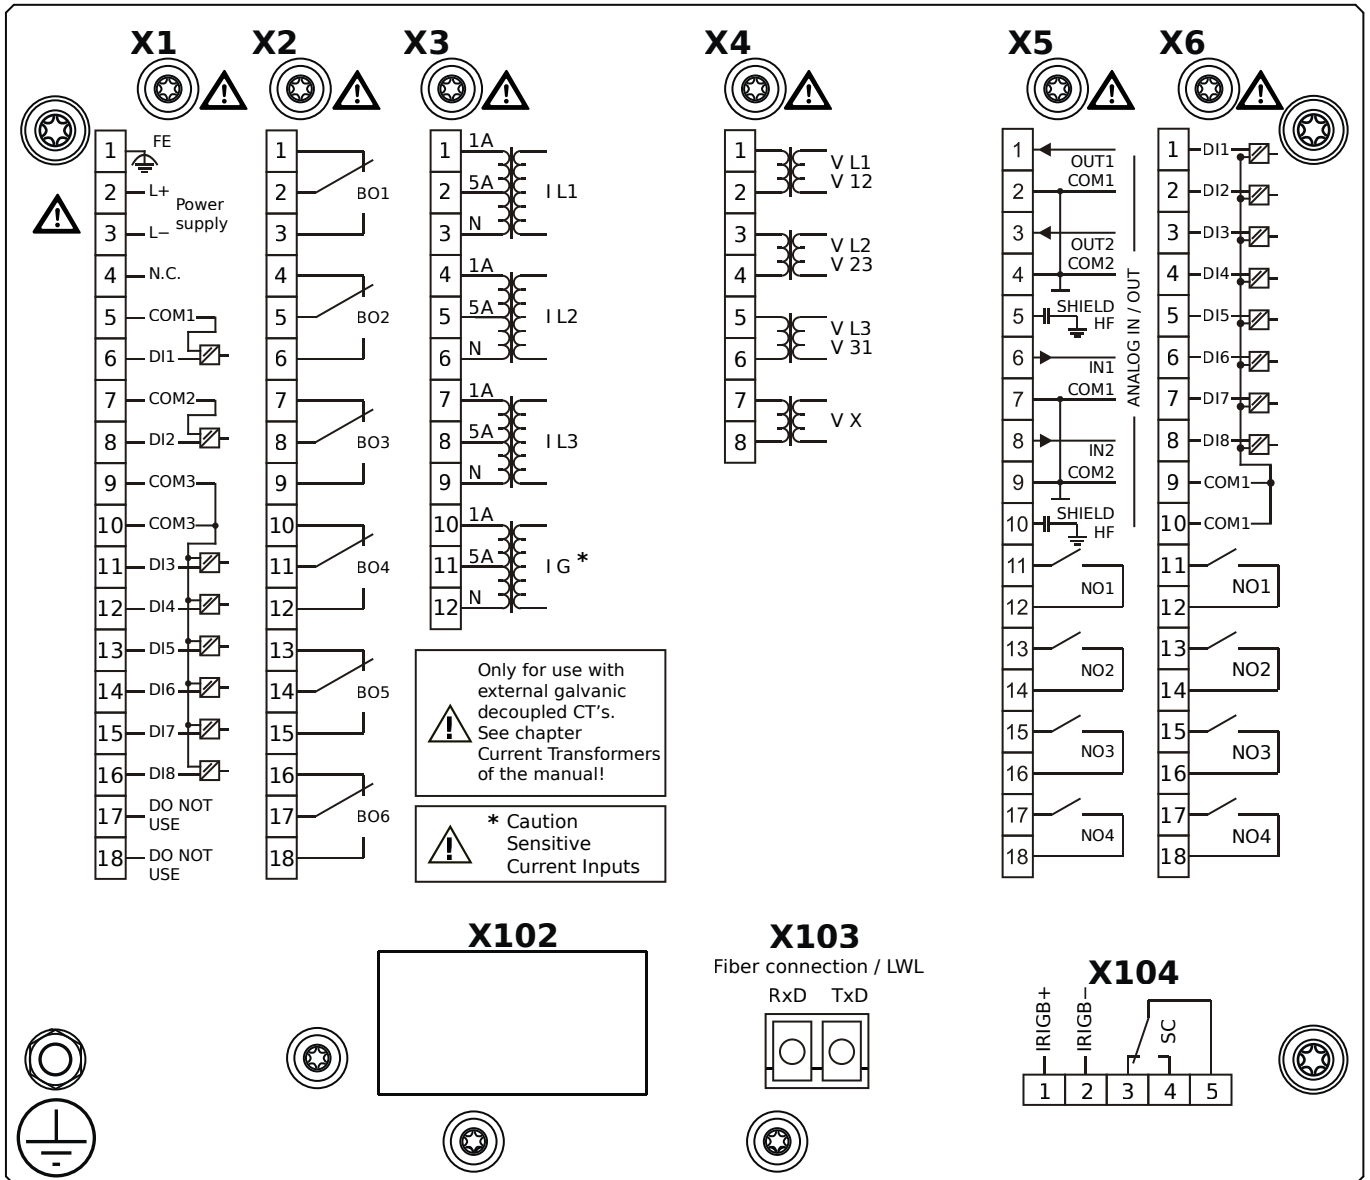 X1
X2
X3
X4
X5
X6
1
FE
2
L+
Power
supply
3
L−
4
N.C.
5
COM1
6
DI1
7
COM2
8
DI2
9
COM3
10
COM3
11
DI3
12
DI4
13
DI5
14
DI6
15
DI7
16
DI8
17
DO NOT
USE
18
DO NOT
USE
1
2
BO1
3
4
5
BO2
6
7
8
BO3
9
10
11
BO4
12
13
14
BO5
15
16
17
BO6
18
1
1A
2
5A
I L1
3
N
4
1A
5
5A
I L2
6
N
7
1A
8
5A
I L3
9
N
10
1A
11
5A
I G *
12
N
Only for use with
external galvanic
decoupled CT's.
See chapter
Current Transformers
of the manual!
* Caution
Sensitive
Current Inputs
1
V L1
2
V 12
3
V L2
4
V 23
5
V L3
6
V 31
7
V X
8
1
OUT1
2
COM1
3
OUT2
4
COM2
5
SHIELD
HF
6
IN1
7
COM1
8
IN2
9
COM2
10
SHIELD
HF
ANALOG IN / OUT
11
NO1
12
13
NO2
14
15
NO3
16
17
NO4
18
1
DI1
2
DI2
3
DI3
4
DI4
5
DI5
6
DI6
7
DI7
8
DI8
9
COM1
10
COM1
11
NO1
12
13
NO2
14
15
NO3
16
17
NO4
18
X102
X103
Fiber connection / LWL
RxD TxD
X104
IRIGB+
IRIGB−
SC
1 2 3 4 5